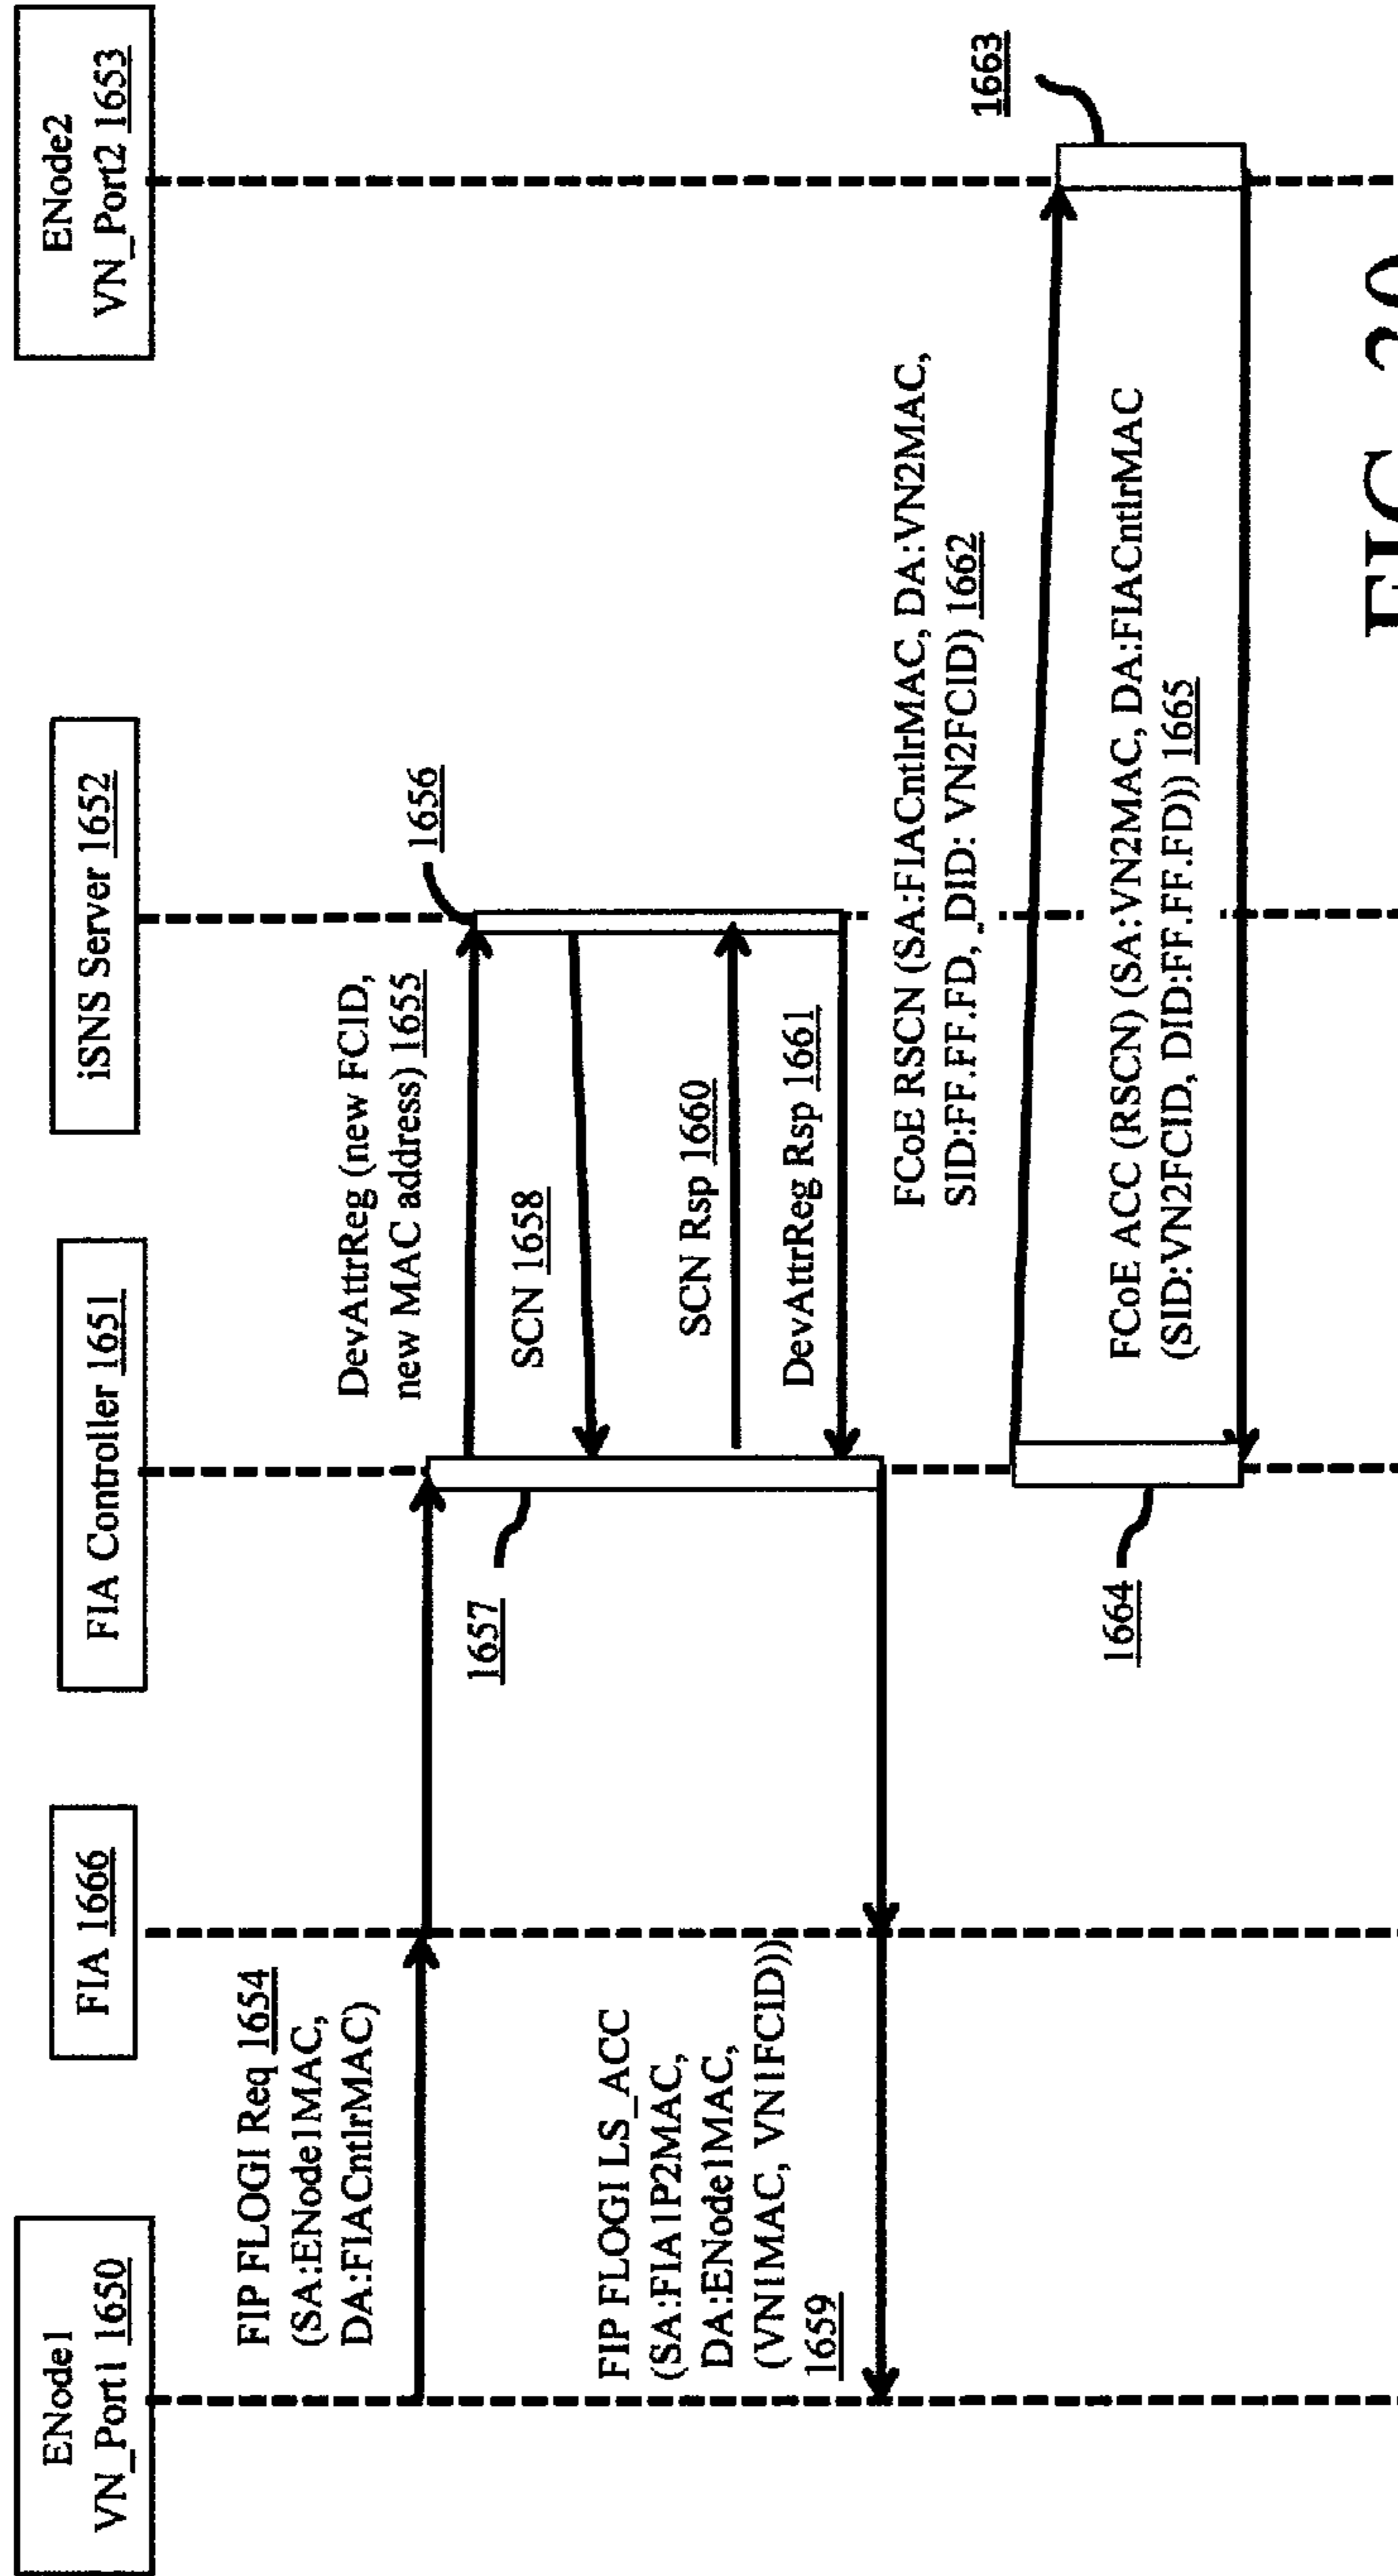 ENode1
VN_Port1 1650
FIA 1666
FIA Controller 1651
iSNS Server 1652
ENode2
VN_Port2 1653
FIP FLOGI Req 1654
(SA:ENode1MAC,
DA:FIACntlrMAC)
DevAttrReg (new FCID,
new MAC address) 1655
1656
1657
SCN 1658
FIP FLOGI LS_ACC
(SA:FIA1P2MAC,
DA:ENode1MAC,
(VN1MAC, VN1FCID))
1659
SCN Rsp 1660
DevAttrReg Rsp 1661
FCoE RSCN (SA:FIACntlrMAC, DA:VN2MAC,
SID:FF.FF.FD, DID: VN2FCID) 1662
1663
1664
FCoE ACC (RSCN) (SA:VN2MAC, DA:FIACntlrMAC
(SID:VN2FCID, DID:FF.FF.FD)) 1665